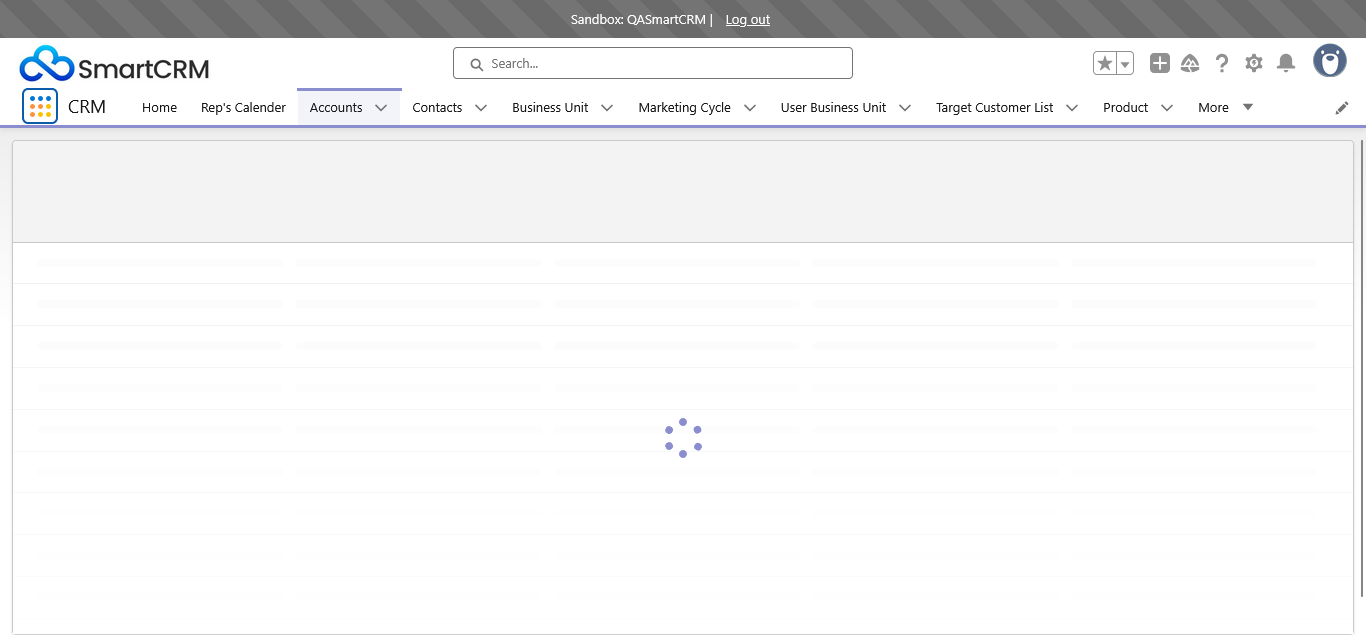 Sandbox: QASmartCRM | Log out
SmartCRM
Search...
CRM Home Rep's Calender Accounts Contacts Business Unit Marketing Cycle User Business Unit Target Customer List Product More